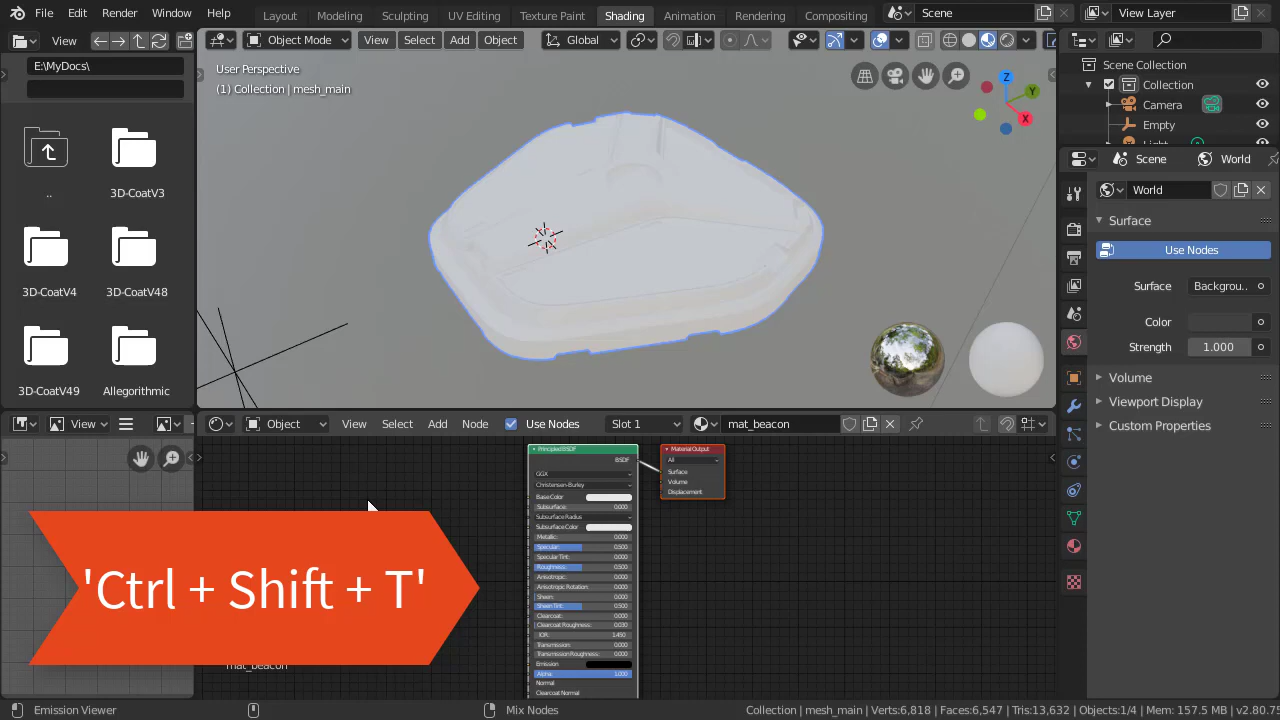 File Edit Render Window Help
Layout Modeling Sculpting UV Editing Texture Paint Shading Animation Rendering Compositing
Scene
View Layer
View
Object Mode View Select Add Object Global
E:\MyDocs\
..
3D-CoatV3
3D-CoatV4
3D-CoatV48
3D-CoatV49
Allegorithmic
User Perspective
(1) Collection | mesh_main
Z
Y
X
Scene Collection
Collection
Camera
Empty
Scene World
World
Surface
Use Nodes
Surface Backgrou..
Color
Strength 1.000
Volume
Viewport Display
Custom Properties
View
Object View Select Add Node Use Nodes Slot 1 mat_beacon
Principled BSDF
BSDF
GGX
Christensen-Burley
Base Color
Subsurface: 0.000
Subsurface Radius
Subsurface Color
Metallic: 0.000
Specular: 0.500
Specular Tint: 0.000
Roughness: 0.500
Anisotropic: 0.000
Anisotropic Rotation: 0.000
Sheen: 0.000
Sheen Tint: 0.500
Clearcoat: 0.000
Clearcoat Roughness: 0.030
IOR: 1.450
Transmission: 0.000
Transmission Roughness: 0.000
Emission
Alpha: 1.000
Normal
Clearcoat Normal
Material Output
All
Surface
Volume
Displacement
'Ctrl + Shift + T'
mat_beacon
Emission Viewer
Mix Nodes
Collection | mesh_main | Verts:6,818 | Faces:6,547 | Tris:13,632 | Objects:1/4 | Mem: 157.5 MB | v2.80.75